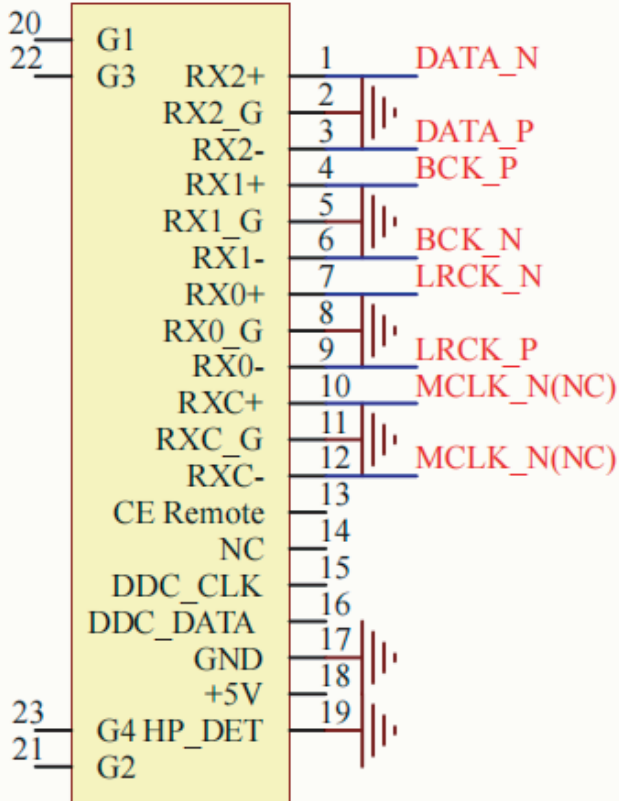 20 G1
22 G3 RX2+ 1 DATA_N
RX2_G 2
RX2- 3 DATA_P
RX1+ 4 BCK_P
RX1_G 5
RX1- 6 BCK_N
RX0+ 7 LRCK_N
RX0_G 8
RX0- 9 LRCK_P
RXC+ 10 MCLK_N(NC)
RXC_G 11
RXC- 12 MCLK_N(NC)
CE Remote 13
NC 14
DDC_CLK 15
DDC_DATA 16
GND 17
+5V 18
23 G4 HP_DET 19
21 G2